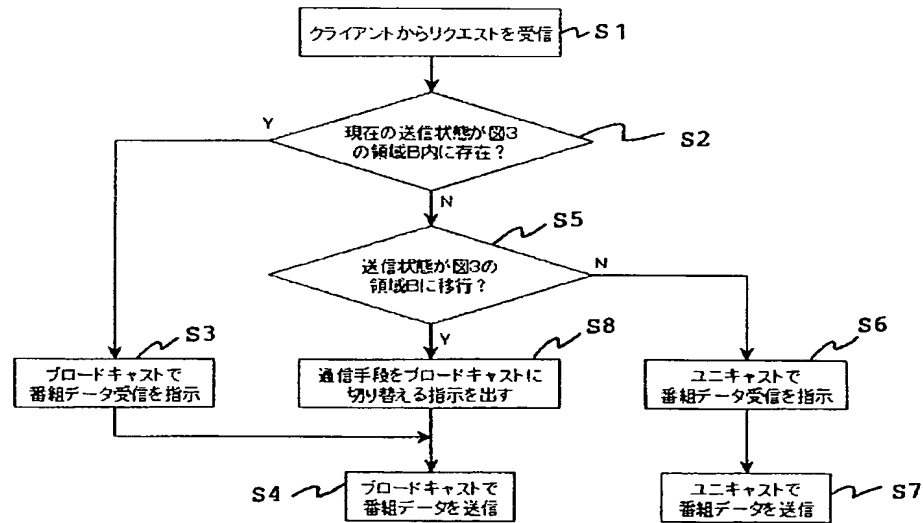 クライアントからリクエストを受信
S1
Y
現在の送信状態が図3
の領域B内に存在?
S2
N
S5
送信状態が図3の
領域Bに移行?
N
S3
ブロードキャストで
番組データ受信を指示
Y
S8
通信手段をブロードキャストに
切り替える指示を出す
S6
ユニキャストで
番組データ受信を指示
S4
ブロードキャストで
番組データを送信
ユニキャストで
番組データを送信
S7